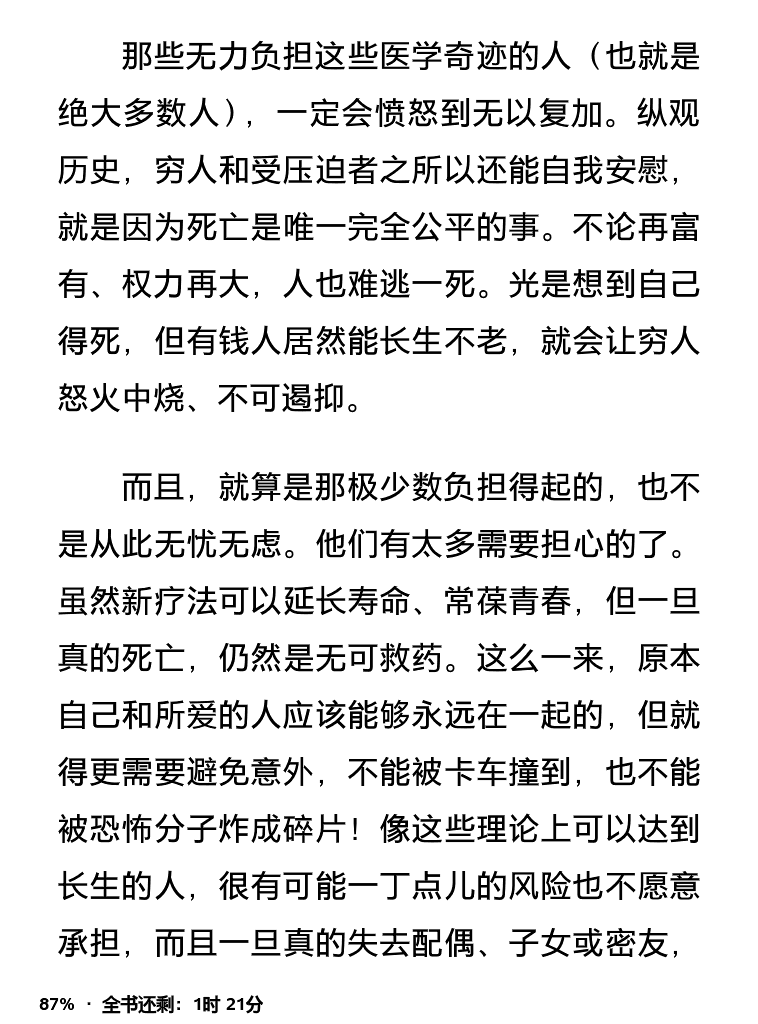 那些无力负担这些医学奇迹的人（也就是
绝大多数人），一定会愤怒到无以复加。纵观
历史，穷人和受压迫者之所以还能自我安慰，
就是因为死亡是唯一完全公平的事。不论再富
有、权力再大，人也难逃一死。光是想到自己
得死，但有钱人居然能长生不老，就会让穷人
怒火中烧、不可遏抑。
而且，就算是那极少数负担得起的，也不
是从此无忧无虑。他们有太多需要担心的了。
虽然新疗法可以延长寿命、常葆青春，但一旦
真的死亡，仍然是无可救药。这么一来，原本
自己和所爱的人应该能够永远在一起的，但就
得更需要避免意外，不能被卡车撞到，也不能
被恐怖分子炸成碎片！像这些理论上可以达到
长生的人，很有可能一丁点儿的风险也不愿意
承担，而且一旦真的失去配偶、子女或密友，
87% · 全书还剩：1时 21分